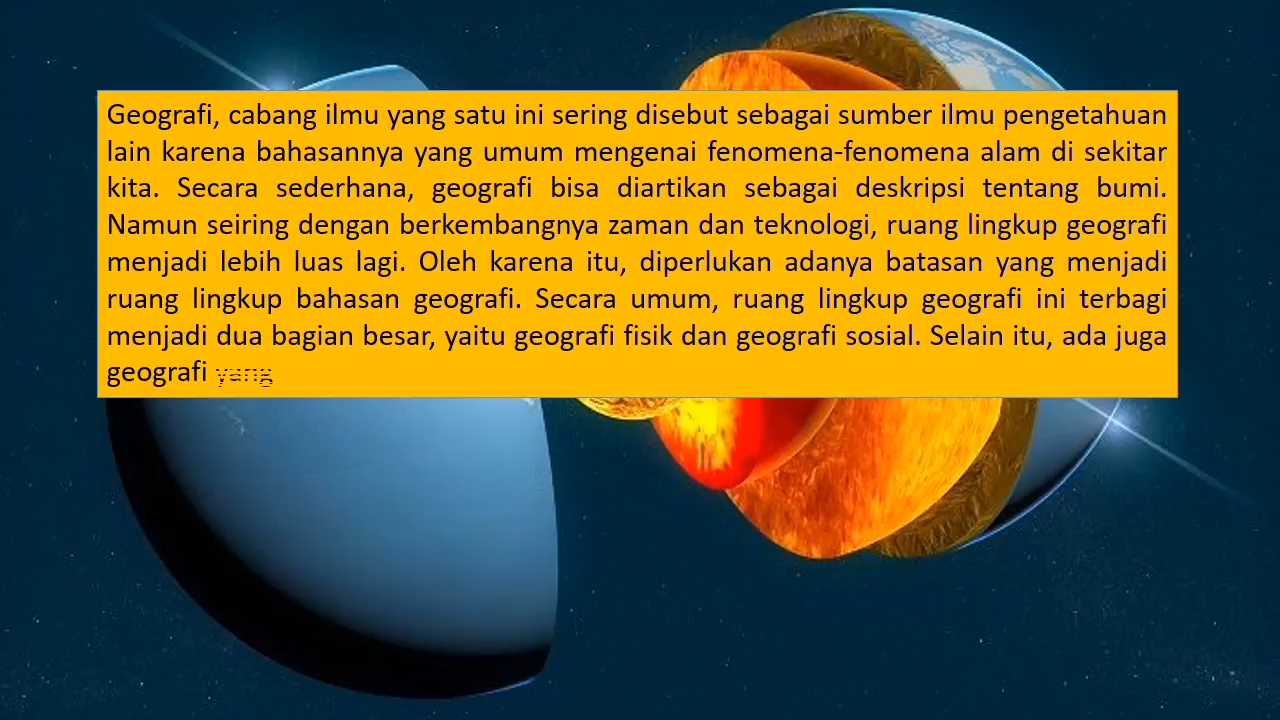 Geografi, cabang ilmu yang satu ini sering disebut sebagai sumber ilmu pengetahuan
lain karena bahasannya yang umum mengenai fenomena-fenomena alam di sekitar
kita. Secara sederhana, geografi bisa diartikan sebagai deskripsi tentang bumi.
Namun seiring dengan berkembangnya zaman dan teknologi, ruang lingkup geografi
menjadi lebih luas lagi. Oleh karena itu, diperlukan adanya batasan yang menjadi
ruang lingkup bahasan geografi. Secara umum, ruang lingkup geografi ini terbagi
menjadi dua bagian besar, yaitu geografi fisik dan geografi sosial. Selain itu, ada juga
geografi yang